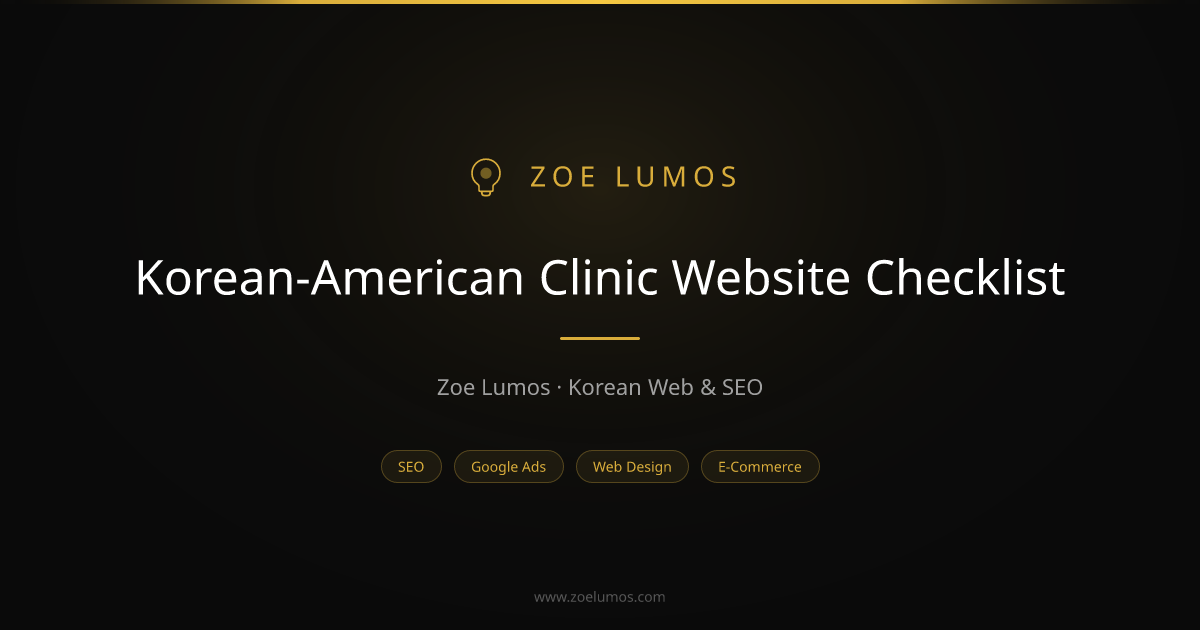 ZOE LUMOS
Korean-American Clinic Website Checklist
Zoe Lumos · Korean Web & SEO
SEO Google Ads Web Design E-Commerce
www.zoelumos.com